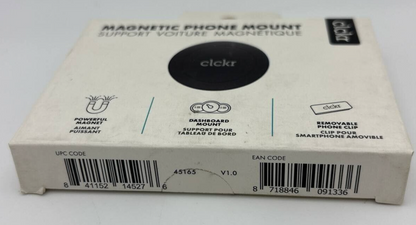 MAGNETIC PHONE MOUNT
SUPPORT VOITURE MAGNÉTIQUE
clckr
clckr
POWERFUL
MAGNET
AIMANT
PUISSANT
DASHBOARD
MOUNT
SUPPORT POUR
TABLEAU DE BORD
clckr
REMOVABLE
PHONE CLIP
CLIP POUR
SMARTPHONE AMOVIBLE
UPC CODE
8 41152 14527 6
45165 V1.0
EAN CODE
8 718846 091336